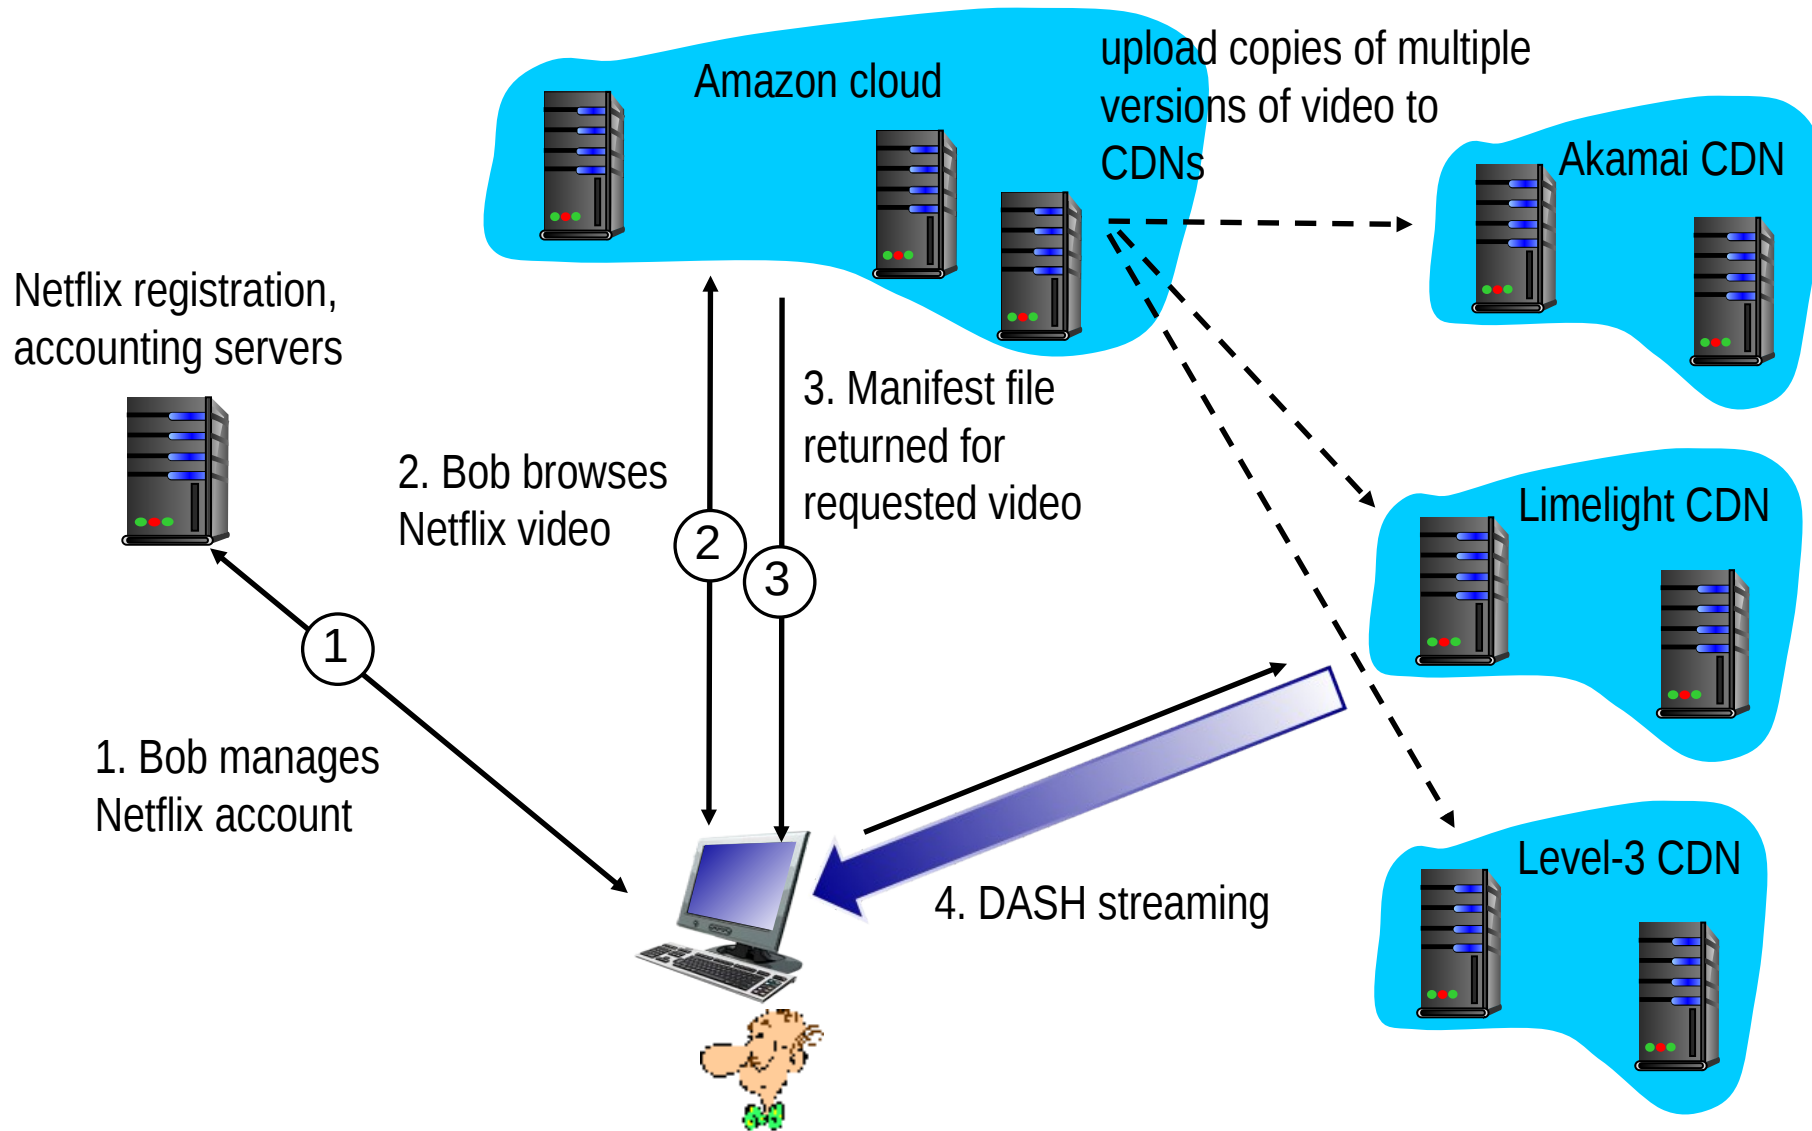 Amazon cloud
upload copies of multiple
versions of video to
CDNs
Akamai CDN
Netflix registration,
accounting servers
3. Manifest file
returned for
requested video
2. Bob browses
Netflix video
Limelight CDN
2
3
1
1. Bob manages
Netflix account
4. DASH streaming
Level-3 CDN